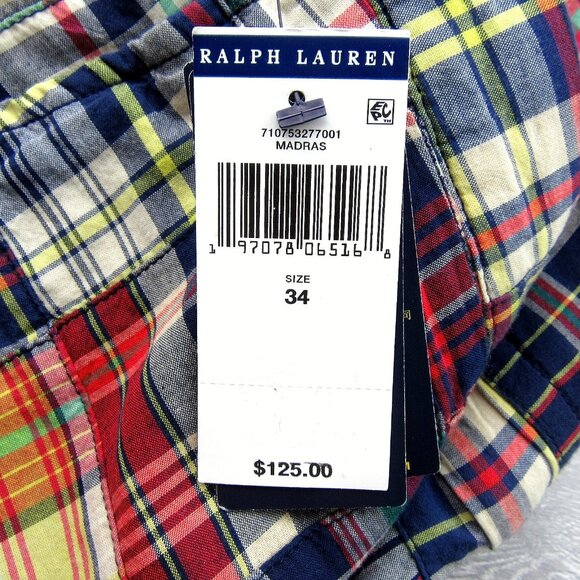 RALPH LAUREN
710753277001
MADRAS
1 97078 06516 8
SIZE
34
$125.00